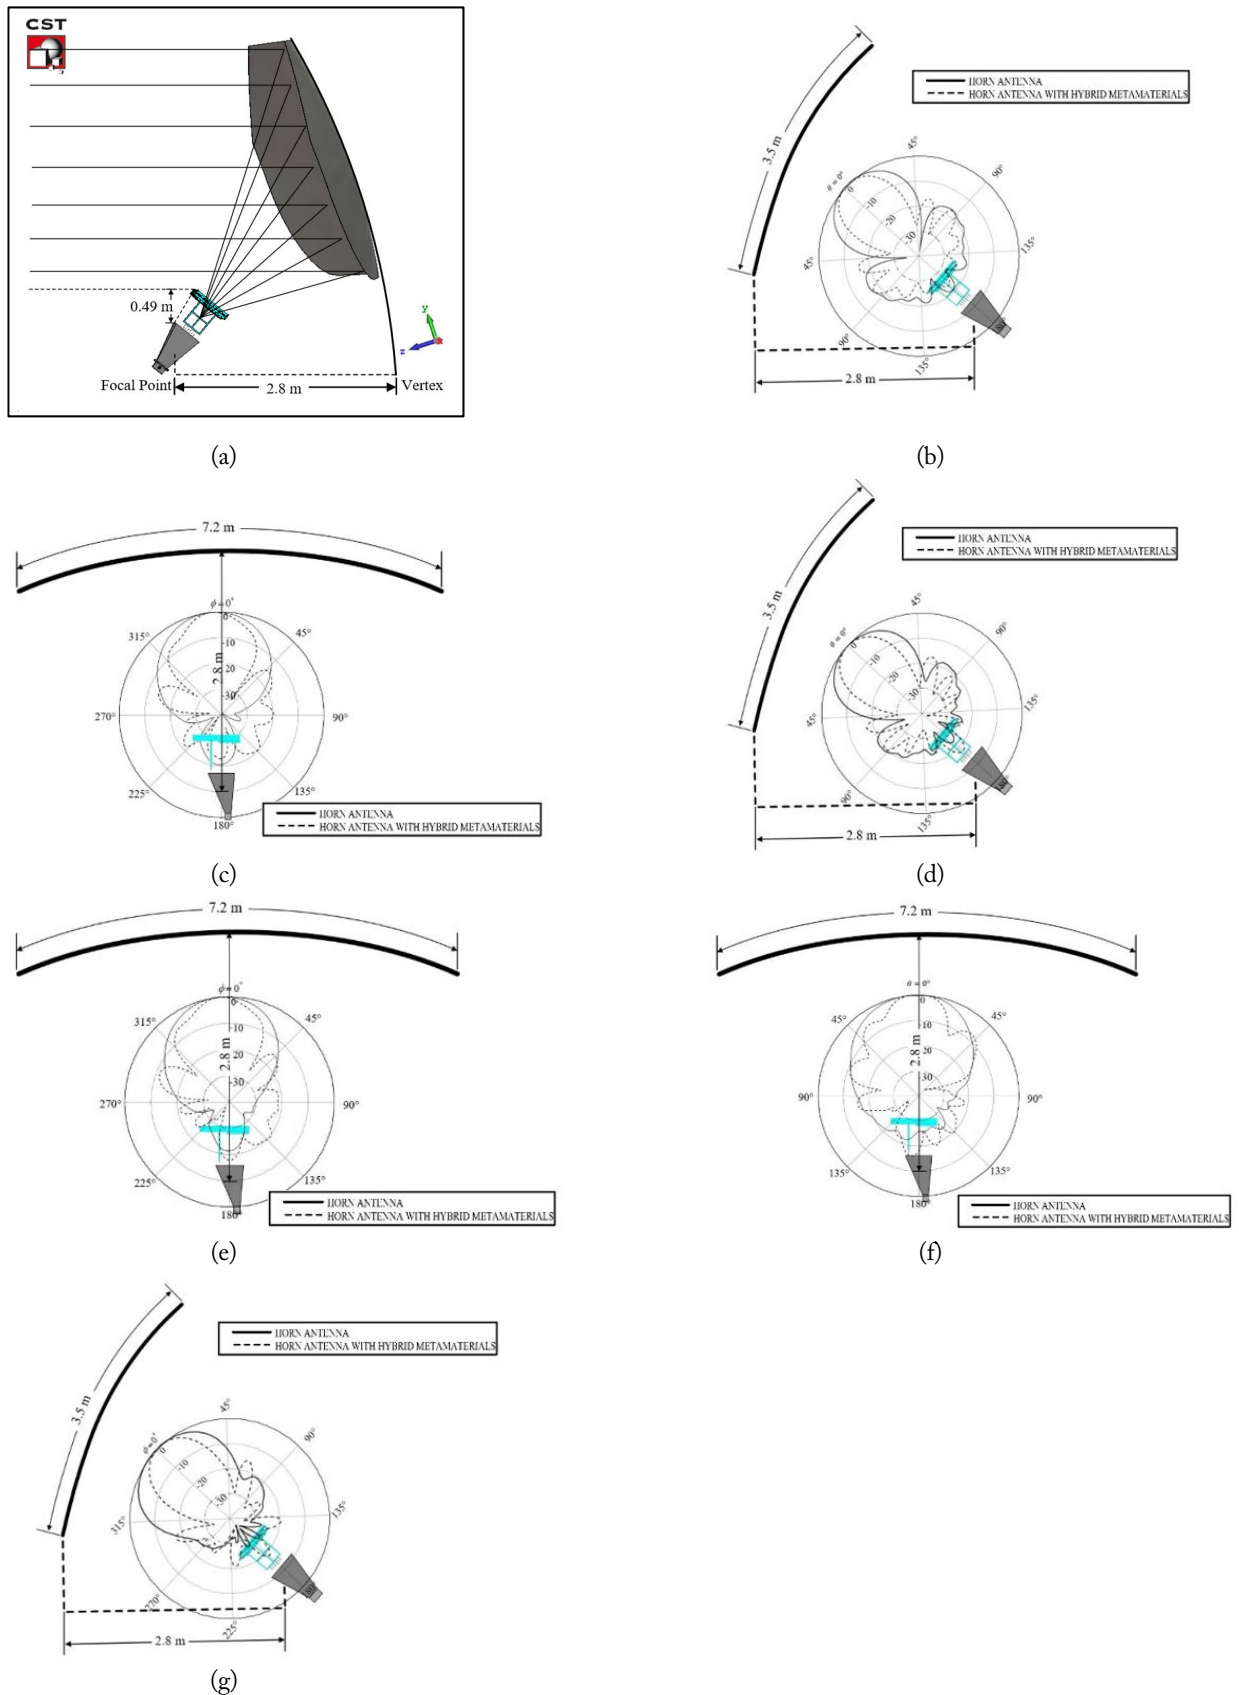 CST
0.49 m
y
z
Focal Point
2.8 m
Vertex
(a)
HORN ANTENNA
HORN ANTENNA WITH HYBRID METAMATERIALS
3.5 m
45°
90°
θ = 0°
0
-10
-20
-30
135°
45°
90°
135°
2.8 m
(b)
7.2 m
ϕ = 0°
0
315°
45°
-10
20
2.8 m
-30
270°
90°
225°
135°
180°
HORN ANTENNA
HORN ANTENNA WITH HYBRID METAMATERIALS
(c)
HORN ANTENNA
HORN ANTENNA WITH HYBRID METAMATERIALS
3.5 m
45°
90°
θ = 0°
0
-10
-20
-30
135°
45°
90°
135°
2.8 m
(d)
7.2 m
ϕ = 0°
0
315°
45°
-10
20
2.8 m
-30
270°
90°
225°
135°
180°
HORN ANTENNA
HORN ANTENNA WITH HYBRID METAMATERIALS
(e)
7.2 m
θ = 0°
0
45°
45°
-10
-20
2.8 m
-30
90°
90°
135°
135°
180°
HORN ANTENNA
HORN ANTENNA WITH HYBRID METAMATERIALS
(f)
HORN ANTENNA
HORN ANTENNA WITH HYBRID METAMATERIALS
3.5 m
45°
90°
ϕ = 0°
0
-10
-20
-30
135°
315°
270°
225°
2.8 m
(g)